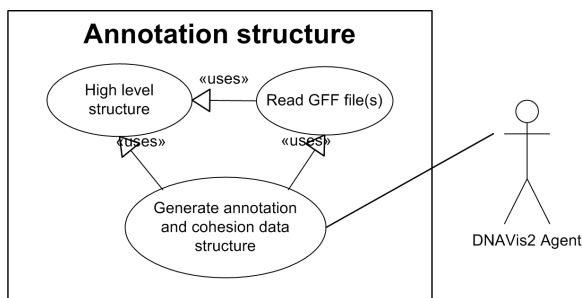 Annotation structure
«uses»
High level
structure
Read GFF file(s)
«uses»
«uses»
Generate annotation
and cohesion data
structure
DNAVis2 Agent